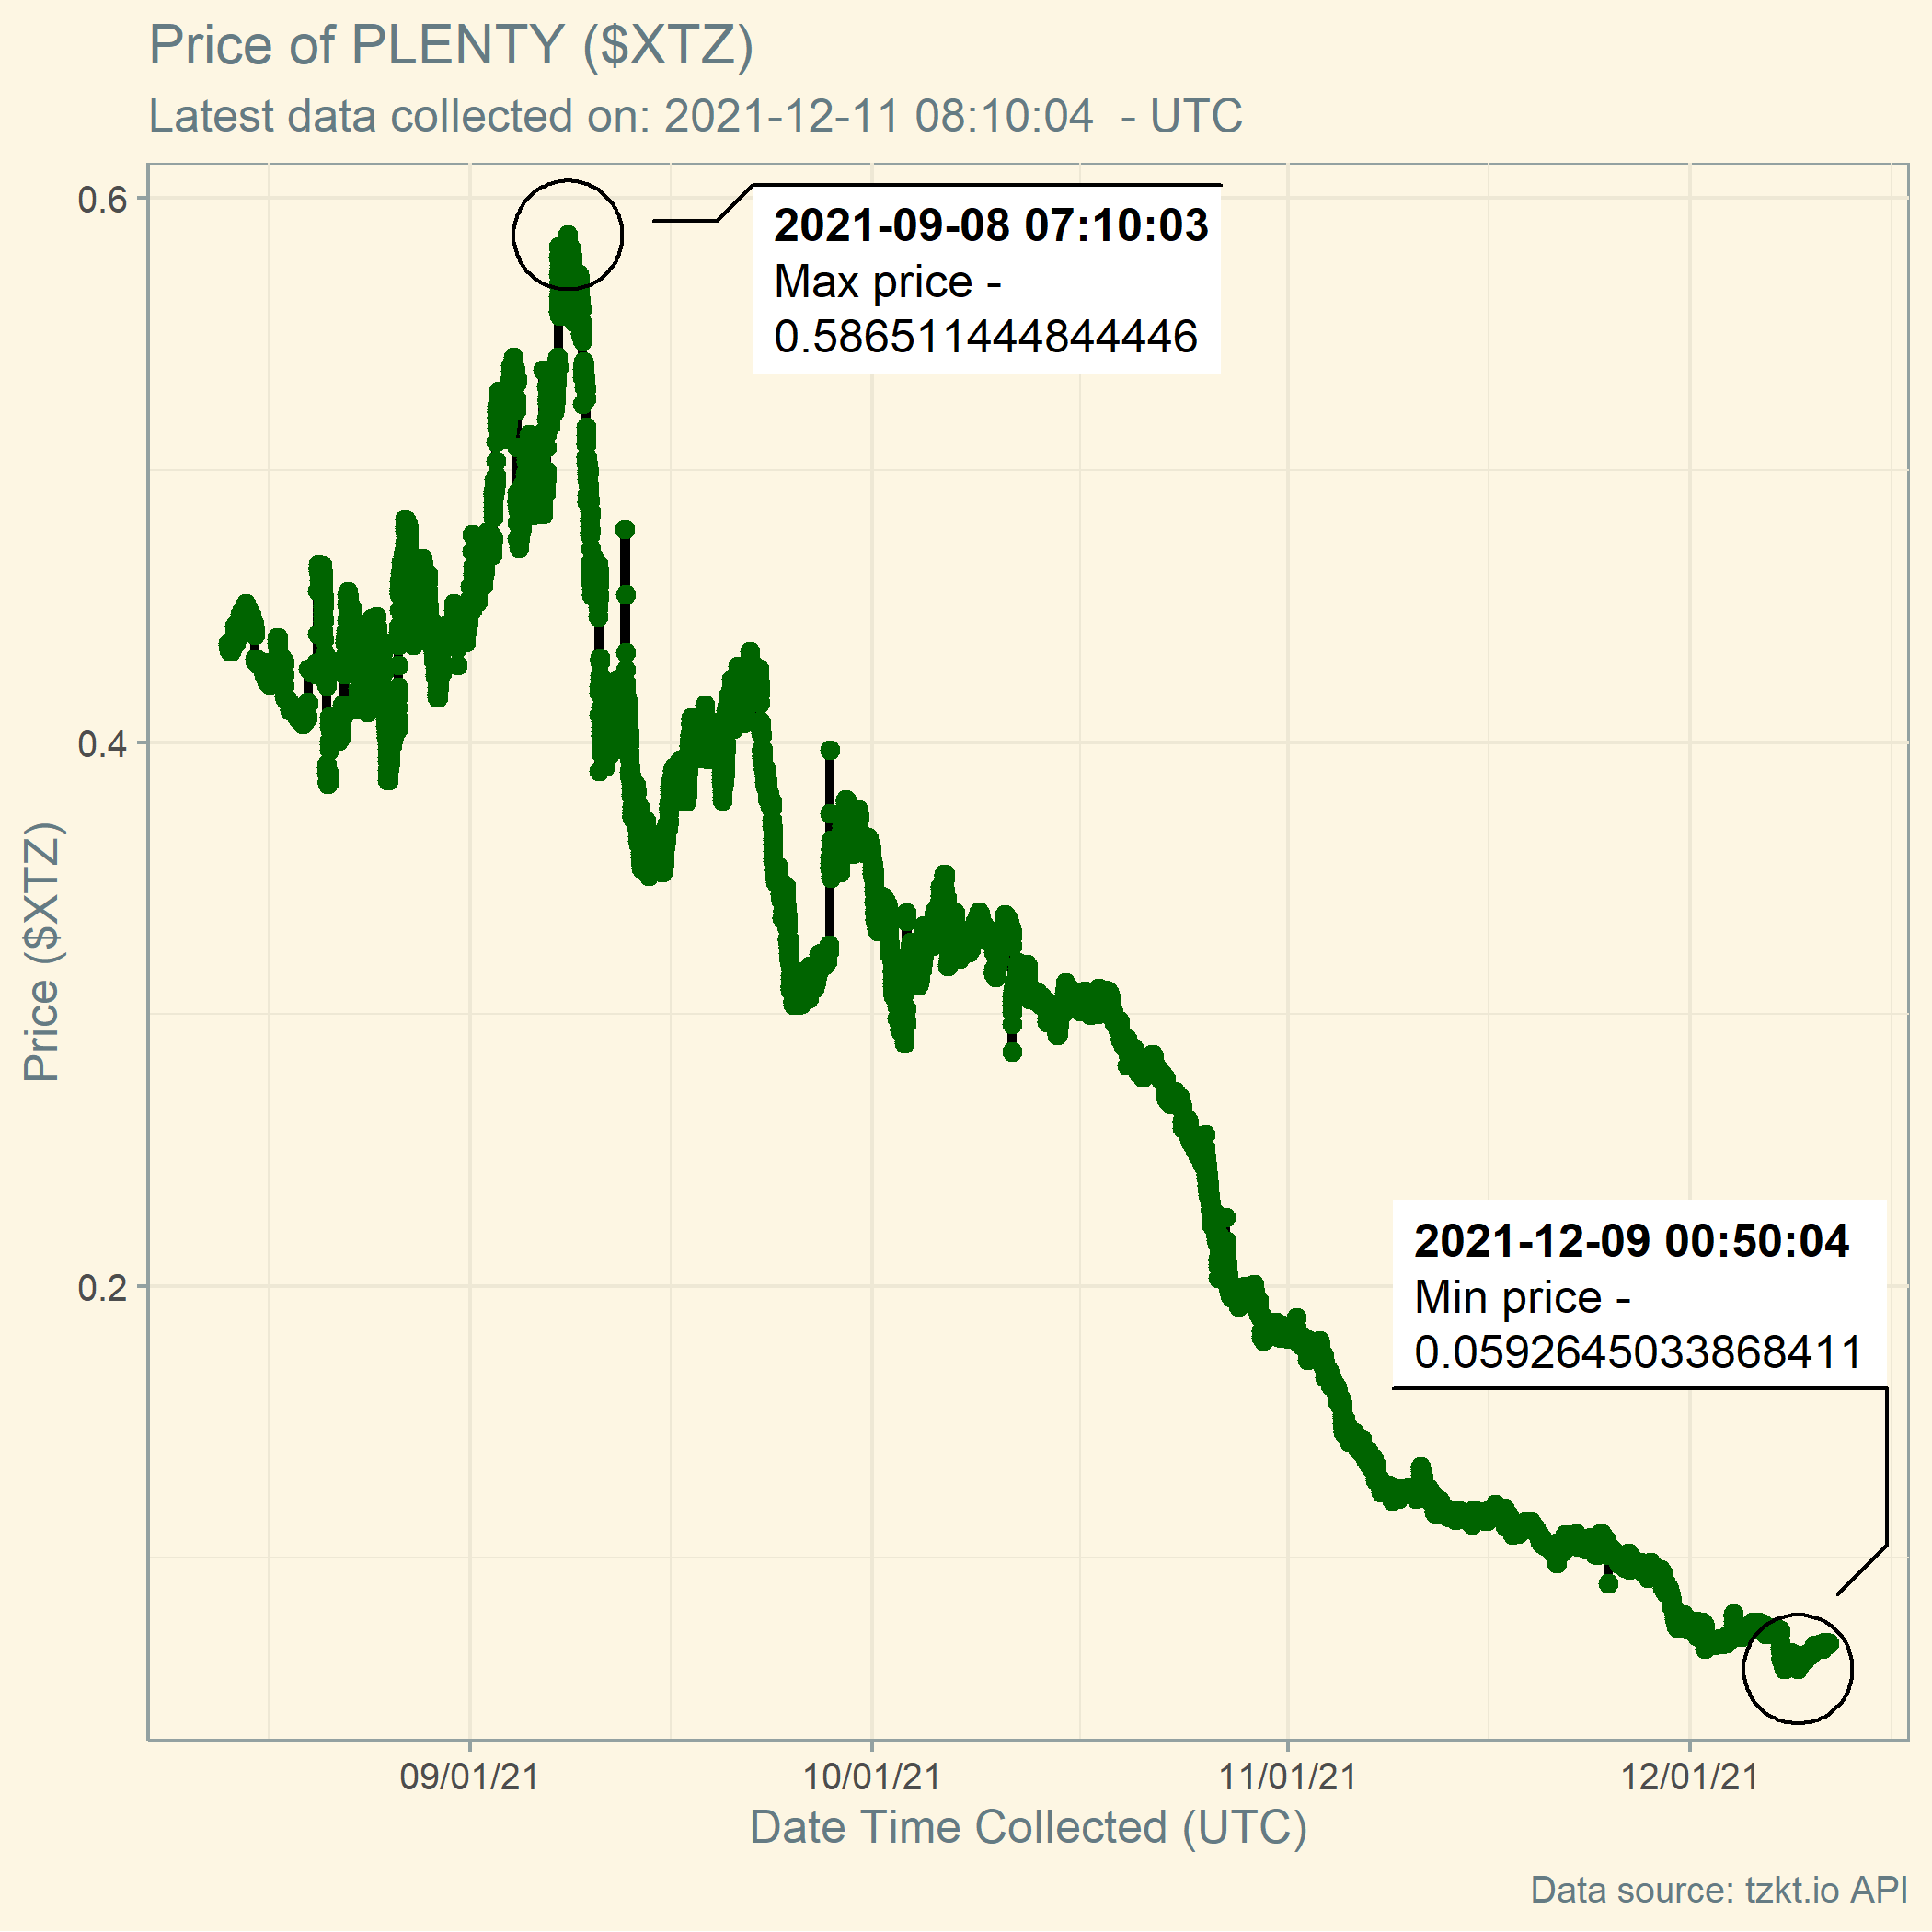 Price of PLENTY ($XTZ)
Latest data collected on: 2021-12-11 08:10:04  - UTC
0.6
0.4
0.2
Price ($XTZ)
2021-09-08 07:10:03
Max price -
0.586511444844446
2021-12-09 00:50:04
Min price -
0.0592645033868411
09/01/21
10/01/21
11/01/21
12/01/21
Date Time Collected (UTC)
Data source: tzkt.io API